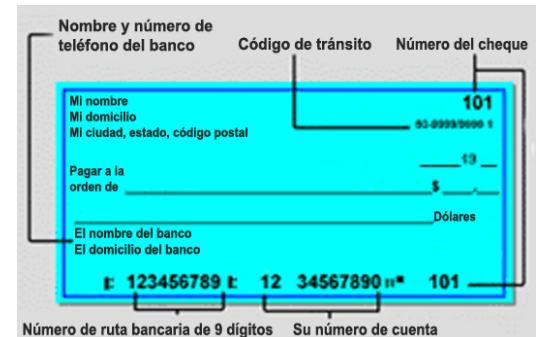 Nombre y número de
teléfono del banco
Código de tránsito
Número del cheque
Mi nombre
101
Mi domicilio
Mi ciudad, estado, código postal
19
Pagar a la
orden de $
Dólares
El nombre del banco
El domicilio del banco
123456789 12 34567890 101
Número de ruta bancaria de 9 dígitos Su número de cuenta